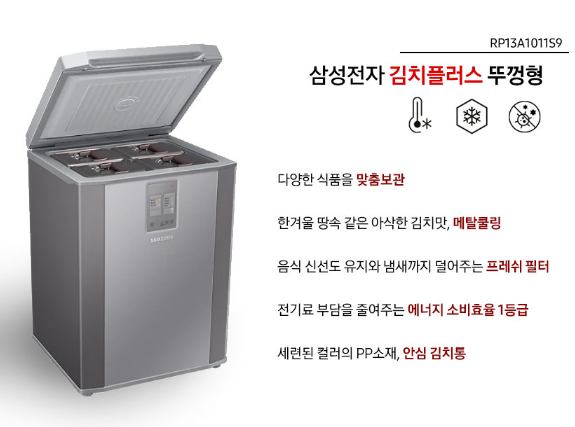 RP13A1011S9
삼성전자 김치플러스 뚜껑형
다양한 식품을 맞춤보관
한겨울 땅속 같은 아삭한 김치맛, 메탈쿨링
음식 신선도 유지와 냄새까지 덜어주는 프레쉬 필터
전기료 부담을 줄여주는 에너지 소비효율 1등급
세련된 컬러의 PP소재, 안심 김치통
SAMSUNG